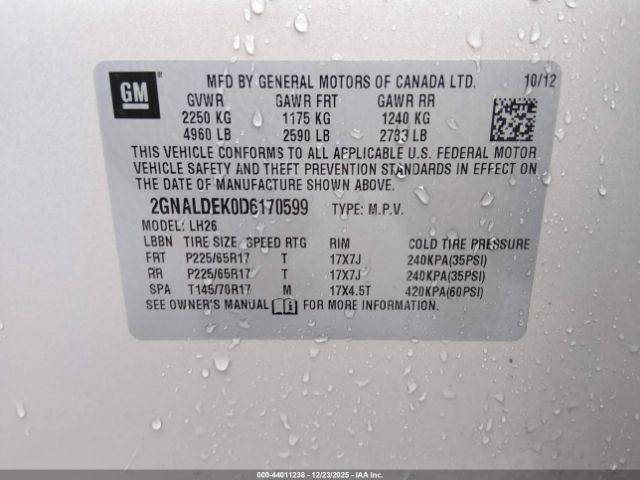 GM ®
MFD BY GENERAL MOTORS OF CANADA LTD. 10/12
GVWR GAWR FRT GAWR RR
2250 KG 1175 KG 1240 KG
4960 LB 2590 LB 2733 LB
THIS VEHICLE CONFORMS TO ALL APPLICABLE U.S. FEDERAL MOTOR
VEHICLE SAFETY AND THEFT PREVENTION STANDARDS IN EFFECT ON
THE DATE OF MANUFACTURE SHOWN ABOVE.
2GNALDEK0D6170599 TYPE: M.P.V.
MODEL: LH26
LBBN TIRE SIZE SPEED RTG RIM COLD TIRE PRESSURE
FRT P225/65R17 T 17X7J 240KPA(35PSI)
RR P225/65R17 T 17X7J 240KPA(35PSI)
SPA T145/70R17 M 17X4.5T 420KPA(60PSI)
SEE OWNER'S MANUAL FOR MORE INFORMATION.
000-44011238 - 12/23/2025 - IAAI.COM